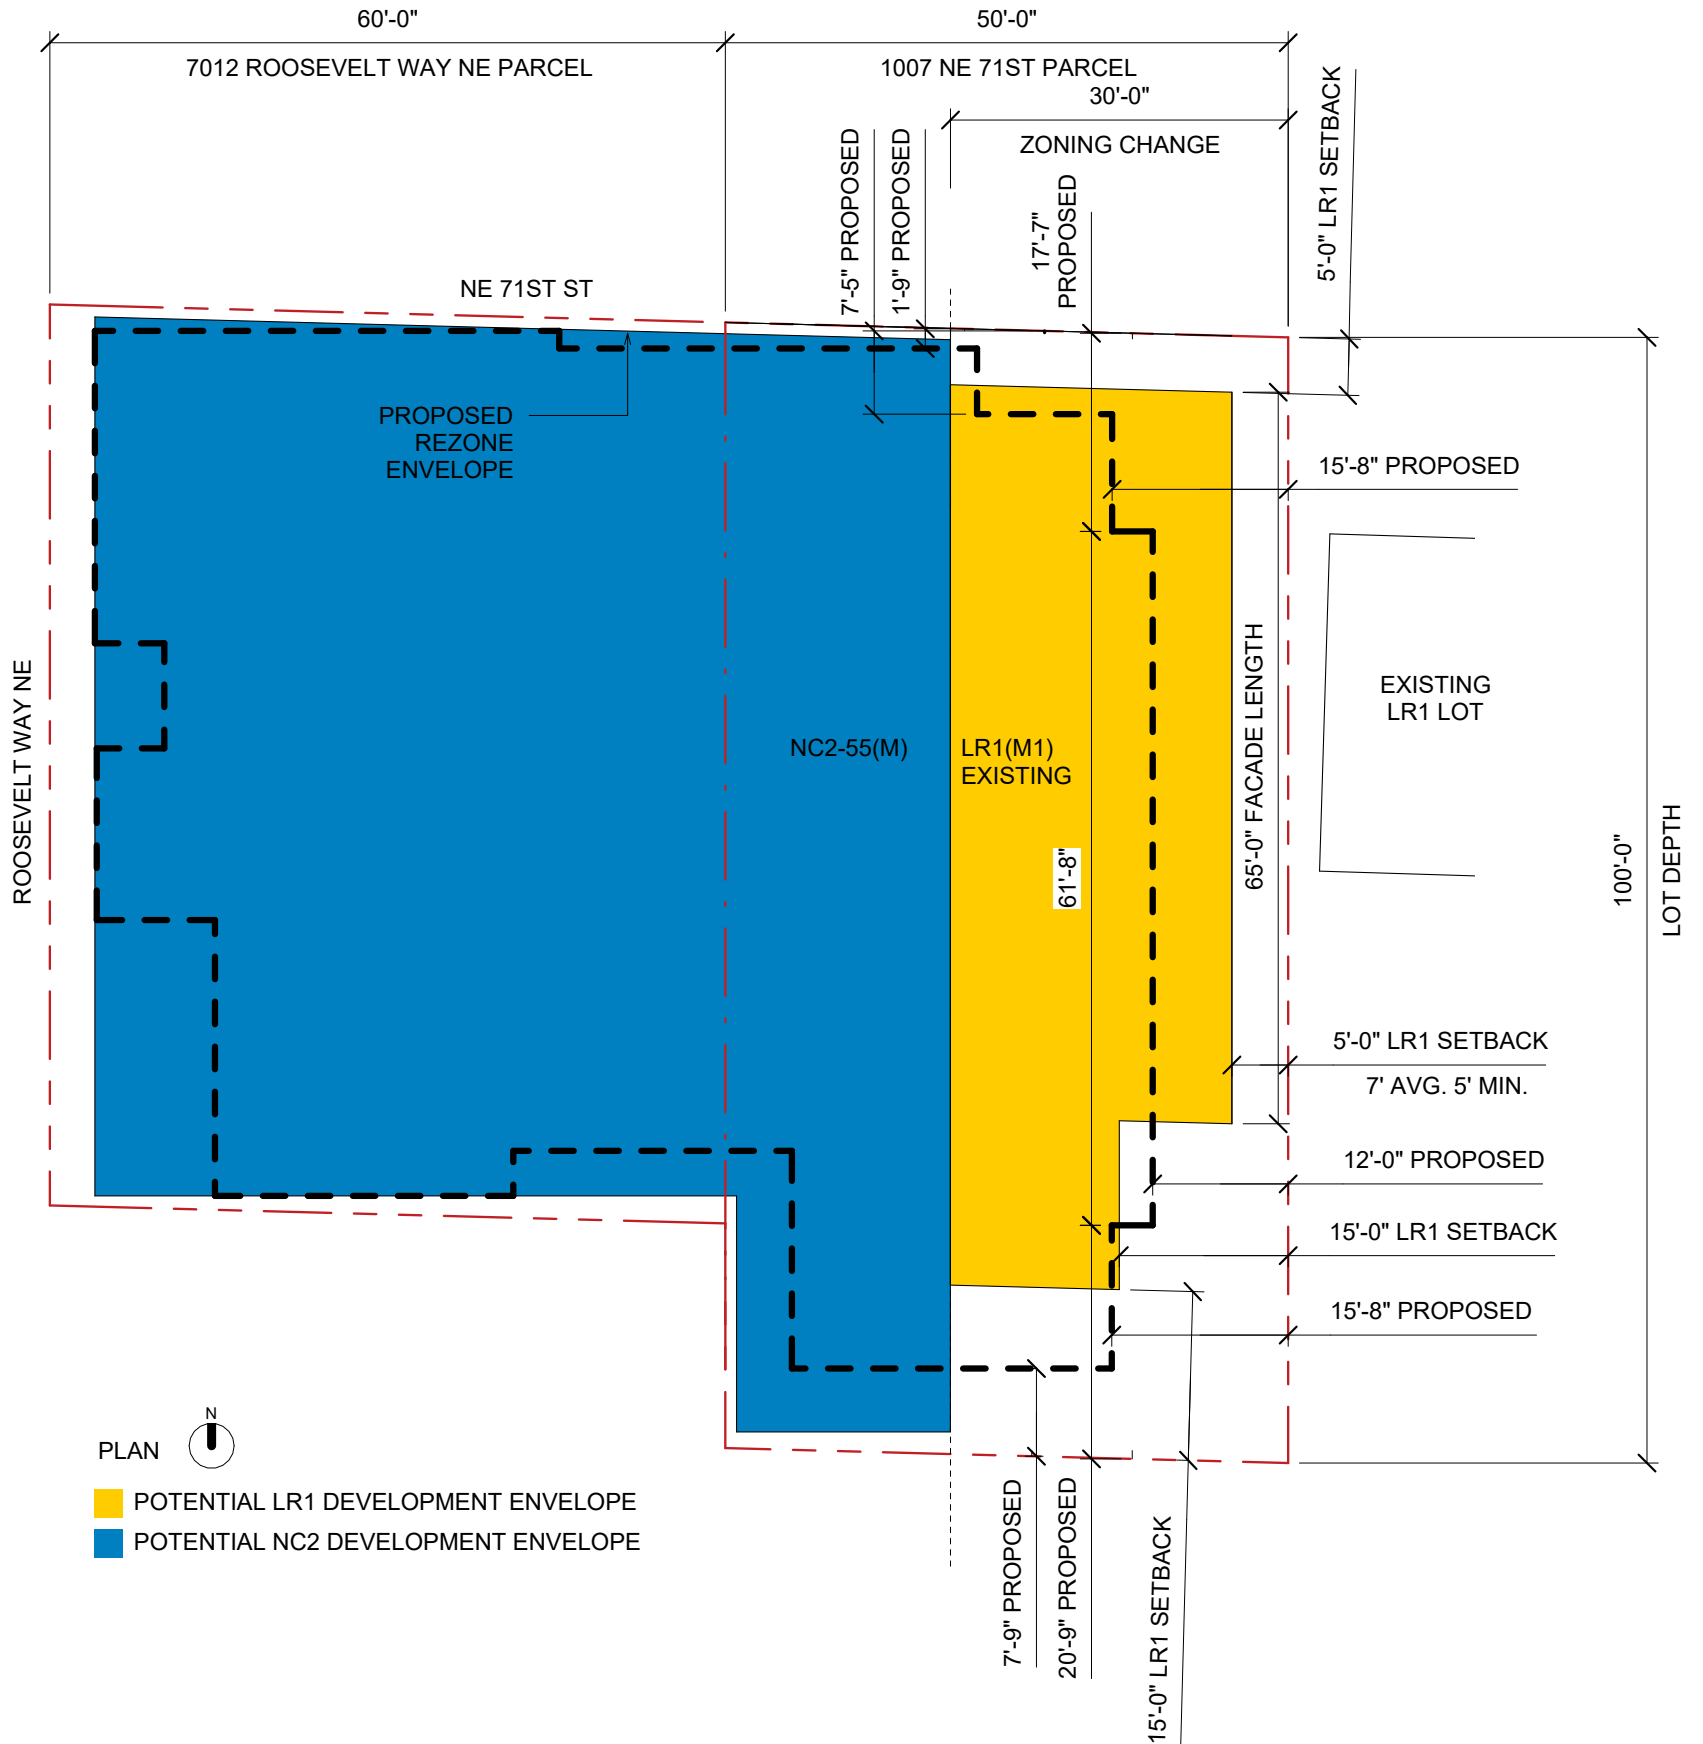 60'-0"
50'-0"
7012 ROOSEVELT WAY NE PARCEL
1007 NE 71ST PARCEL
30'-0"
ZONING CHANGE
5'-0" LR1 SETBACK
7'-5" PROPOSED
1'-9" PROPOSED
17'-7"
PROPOSED
NE 71ST ST
PROPOSED
REZONE
ENVELOPE
15'-8" PROPOSED
ROOSEVELT WAY NE
NC2-55(M)
LR1(M1)
EXISTING
61'-8"
65'-0" FACADE LENGTH
EXISTING
LR1 LOT
100'-0"
LOT DEPTH
5'-0" LR1 SETBACK
7' AVG. 5' MIN.
12'-0" PROPOSED
15'-0" LR1 SETBACK
15'-8" PROPOSED
7'-9" PROPOSED
20'-9" PROPOSED
15'-0" LR1 SETBACK
N
PLAN
POTENTIAL LR1 DEVELOPMENT ENVELOPE
POTENTIAL NC2 DEVELOPMENT ENVELOPE